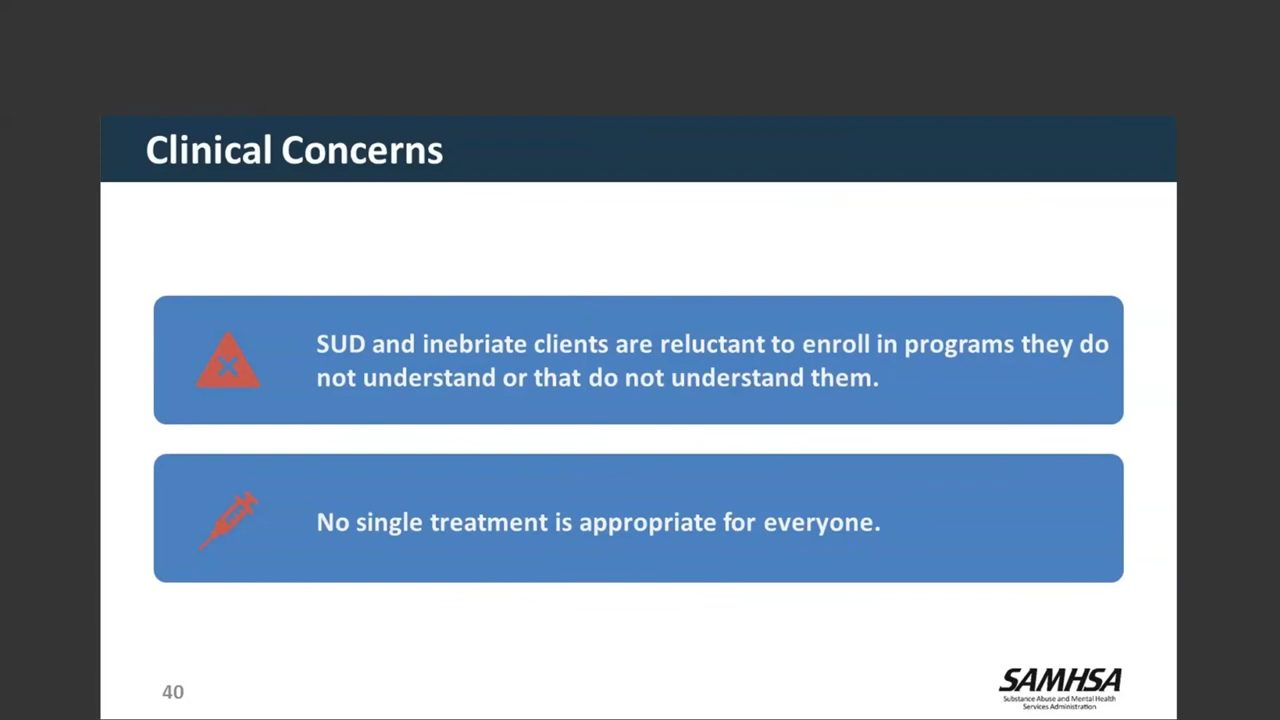 Clinical Concerns
SUD and inebriate clients are reluctant to enroll in programs they do
not understand or that do not understand them.
No single treatment is appropriate for everyone.
40
SAMHSA
Substance Abuse and Mental Health
Services Administration